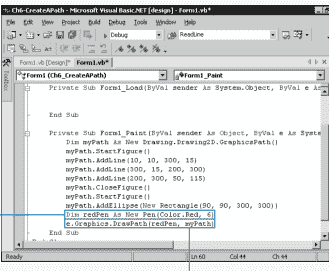 Ch6_CreateAPath - Microsoft Visual Basic.NET [design] - Form1.vb*
File Edit View Project Build Debug Tools Window Help
Debug ReadLine
Form1.vb [Design]* Form1.vb*
Toolbox
Form1 (Ch6_CreateAPath) Form1_Paint
Private Sub Form1_Load(ByVal sender As System.Object, ByVal e As
End Sub
Private Sub Form1_Paint(ByVal sender As Object, ByVal e As Syste
Dim myPath As New Drawing.Drawing2D.GraphicsPath()
myPath.StartFigure()
myPath.AddLine(10, 10, 300, 15)
myPath.AddLine(300, 15, 200, 300)
myPath.AddLine(200, 300, 50, 115)
myPath.CloseFigure()
myPath.StartFigure()
myPath.AddEllipse(New Rectangle(90, 90, 300, 300))
Dim redPen As New Pen(Color.Red, 6)
e.Graphics.DrawPath(redPen, myPath)
End Sub
Ready Ln 60 Col 44 Ch 44